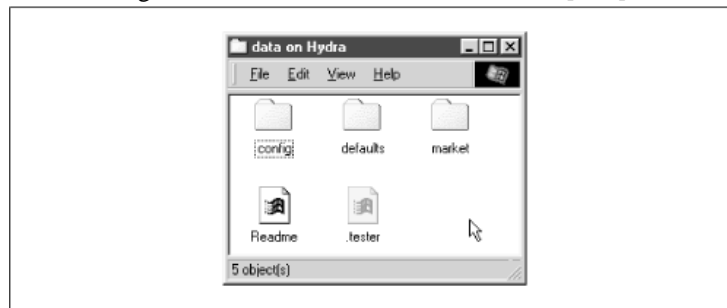 data on Hydra
File Edit View Help
config defaults market
Readme .tester
5 object(s)